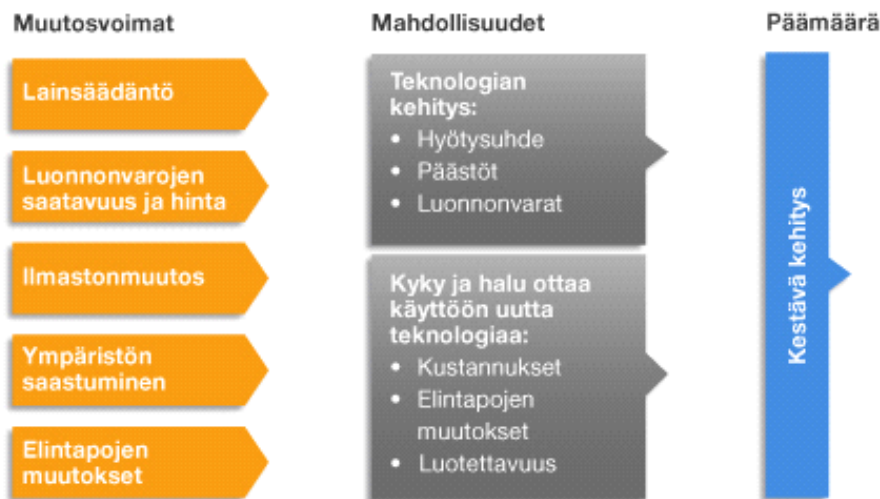 Muutosvoimat
Lainsäädäntö
Luonnonvarojen
saatavuus ja hinta
Ilmastonmuutos
Ympäristön
saastuminen
Elintapojen
muutokset
Mahdollisuudet
Teknologian
kehitys:
• Hyötysuhde
• Päästöt
• Luonnonvarat
Kyky ja halu ottaa
käyttöön uutta
teknologiaa:
• Kustannukset
• Elintapojen
muutokset
• Luotettavuus
Päämäärä
Kestävä kehitys